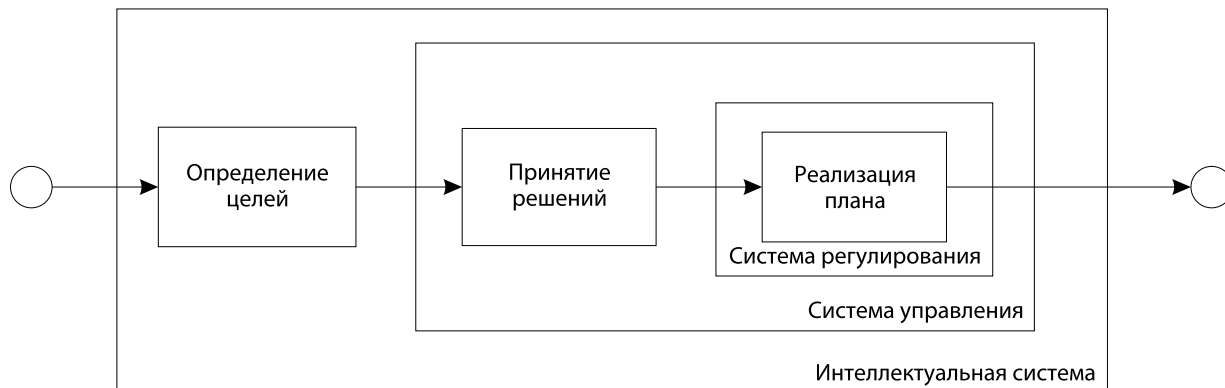 Определение
целей
Принятие
решений
Реализация
плана
Система регулирования
Система управления
Интеллектуальная система